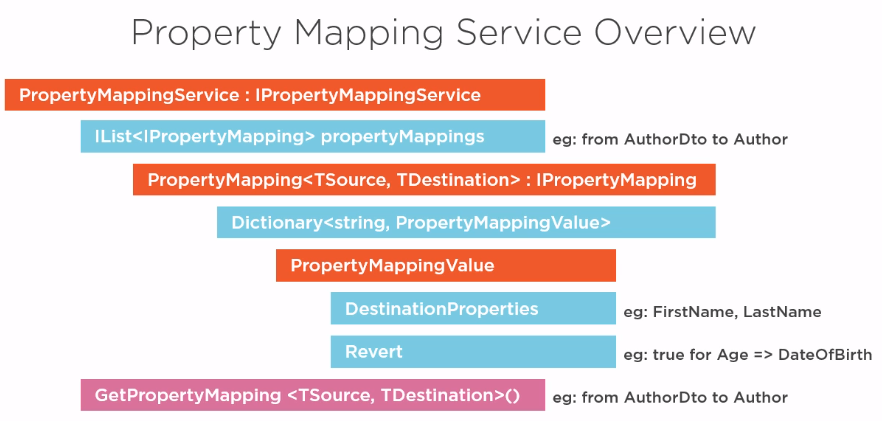 Property Mapping Service Overview
PropertyMappingService : IPropertyMappingService
IList<IPropertyMapping> propertyMappings eg: from AuthorDto to Author
PropertyMapping<TSource, TDestination> : IPropertyMapping
Dictionary<string, PropertyMappingValue>
PropertyMappingValue
DestinationProperties eg: FirstName, LastName
Revert eg: true for Age => DateOfBirth
GetPropertyMapping <TSource, TDestination>() eg: from AuthorDto to Author